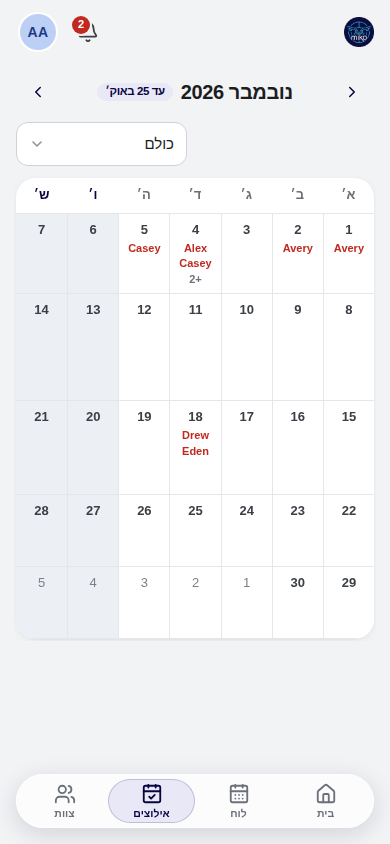 miko
2
AA
נובמבר 2026 עד 25 באוק׳
כולם
א׳ ב׳ ג׳ ד׳ ה׳ ו׳ ש׳
1 2 3 4 5 6 7
Avery Avery Alex Casey
Casey
2+
8 9 10 11 12 13 14
15 16 17 18 19 20 21
Drew
Eden
22 23 24 25 26 27 28
29 30 1 2 3 4 5
בית לוח אילוצים צוות